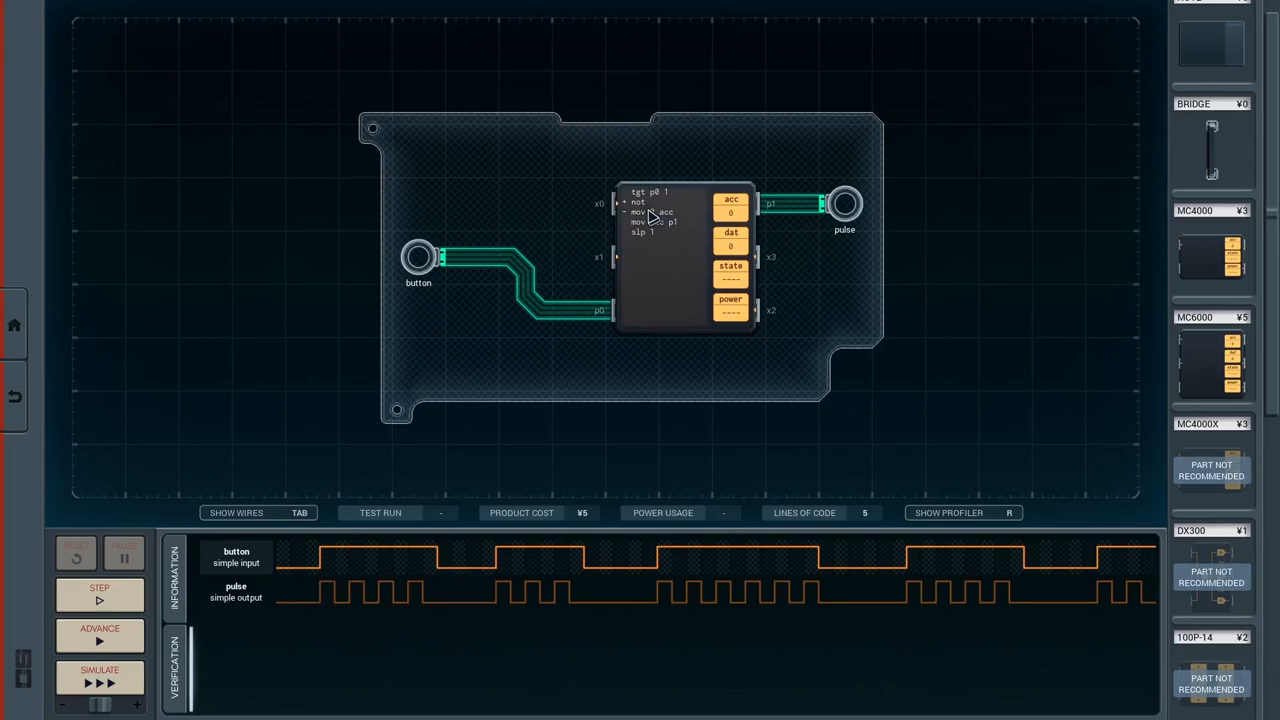 BRIDGE ¥0
MC4000 ¥3
MC6000 ¥5
MC4000X ¥3
PART NOT
RECOMMENDED
DX300 ¥1
PART NOT
RECOMMENDED
100P-14 ¥2
PART NOT
RECOMMENDED
tgt p0 1
+ not
slp 1
x0
x1
p0
p1
x3
x2
acc
0
dat
0
state
----
power
----
button
pulse
SHOW WIRES TAB
TEST RUN -
PRODUCT COST ¥5
POWER USAGE -
LINES OF CODE 5
SHOW PROFILER R
RESET
PAUSE
STEP
ADVANCE
SIMULATE
- +
INFORMATION
VERIFICATION
button
simple input
pulse
simple output